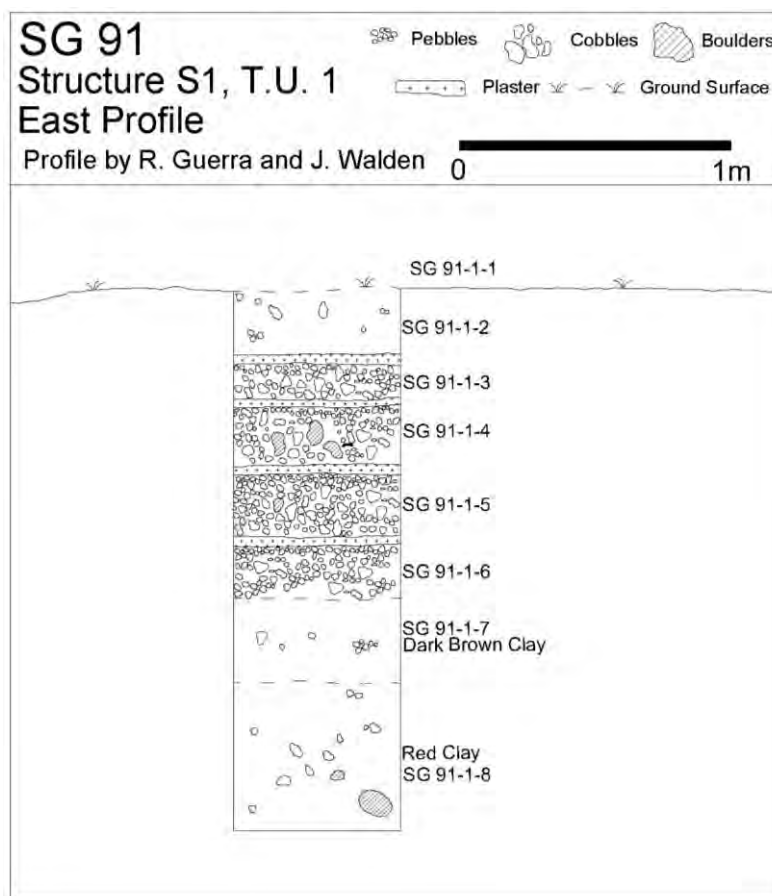 SG 91
Structure S1, T.U. 1
East Profile
Profile by R. Guerra and J. Walden
Pebbles Cobbles Boulders
Plaster Ground Surface
0 1m
SG 91-1-1
SG 91-1-2
SG 91-1-3
SG 91-1-4
SG 91-1-5
SG 91-1-6
SG 91-1-7
Dark Brown Clay
Red Clay
SG 91-1-8